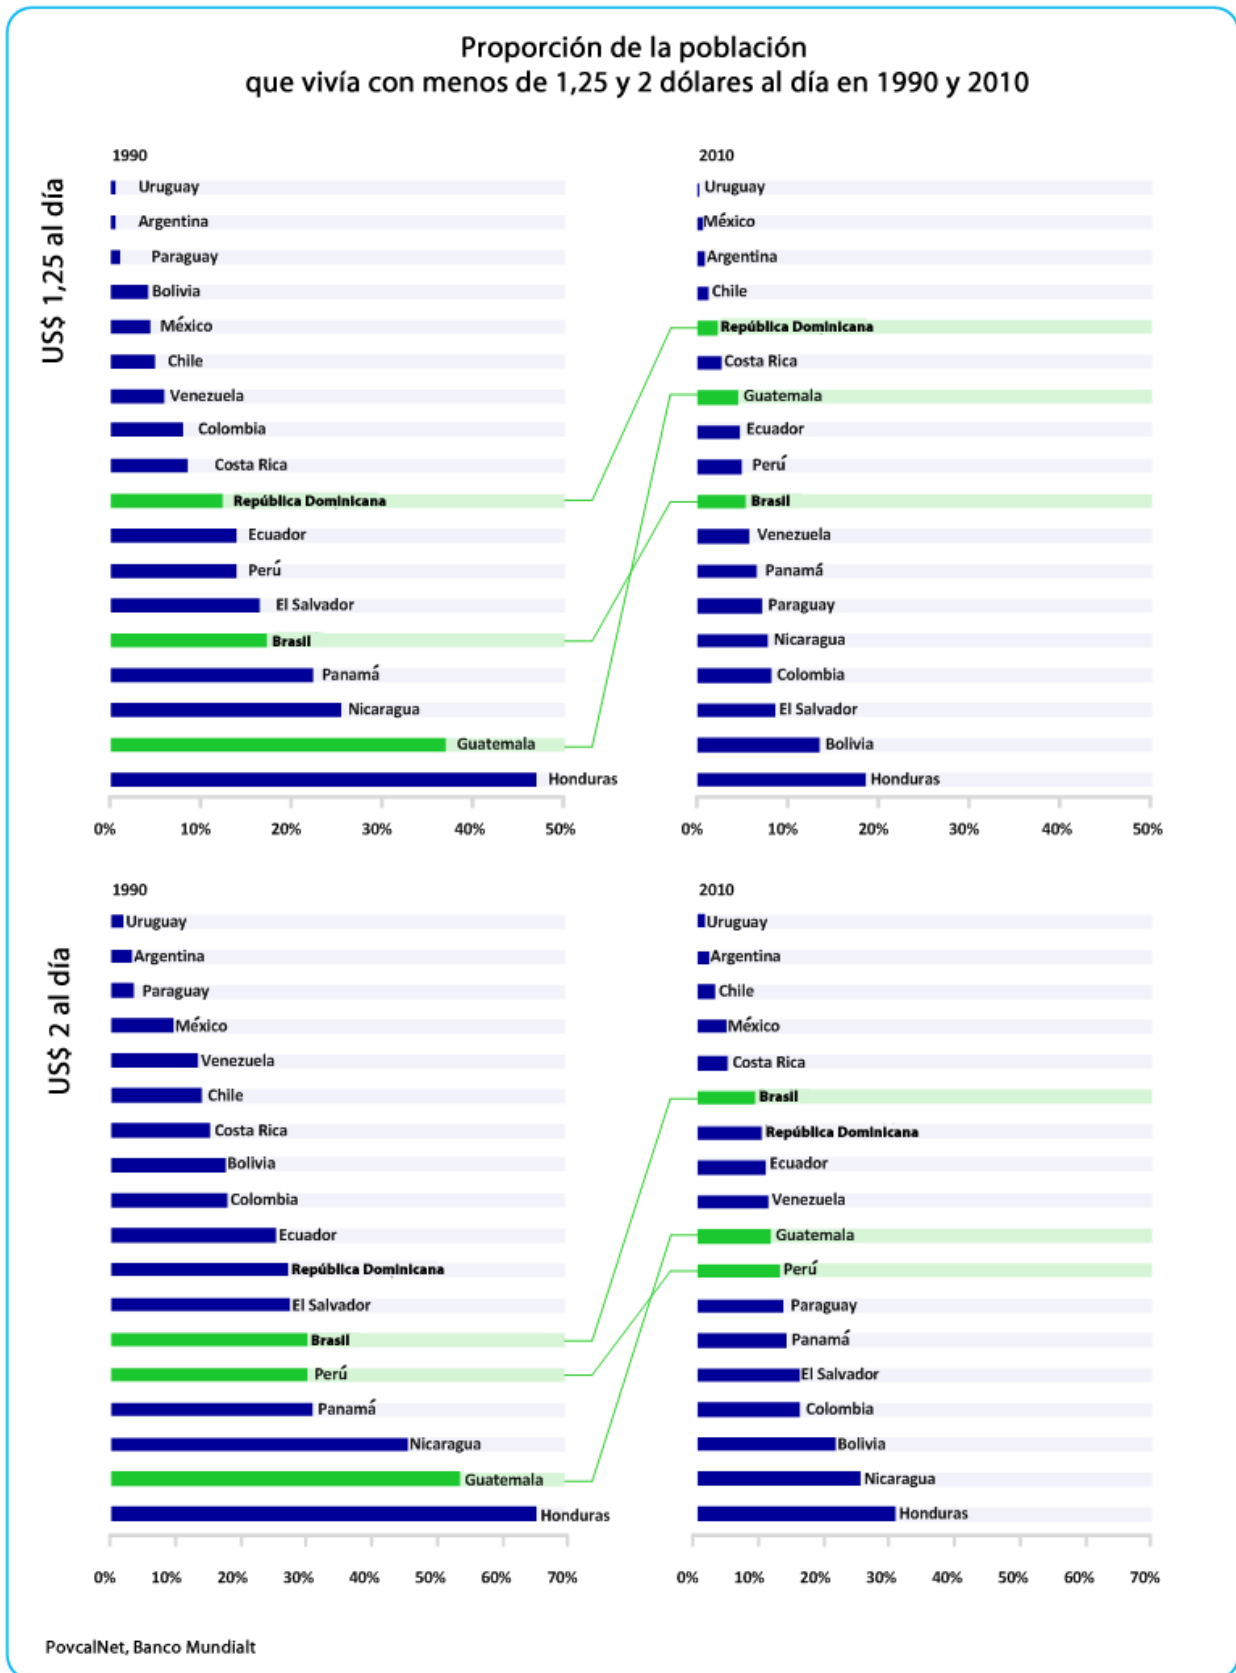 Proporción de la población
que vivía con menos de 1,25 y 2 dólares al día en 1990 y 2010
US$ 1,25 al día
1990
Uruguay
Argentina
Paraguay
Bolivia
México
Chile
Venezuela
Colombia
Costa Rica
República Dominicana
Ecuador
Perú
El Salvador
Brasil
Panamá
Nicaragua
Guatemala
Honduras
0% 10% 20% 30% 40% 50%
2010
Uruguay
México
Argentina
Chile
República Dominicana
Costa Rica
Guatemala
Ecuador
Perú
Brasil
Venezuela
Panamá
Paraguay
Nicaragua
Colombia
El Salvador
Bolivia
Honduras
0% 10% 20% 30% 40% 50%
US$ 2 al día
1990
Uruguay
Argentina
Paraguay
México
Venezuela
Chile
Costa Rica
Bolivia
Colombia
Ecuador
República Dominicana
El Salvador
Brasil
Perú
Panamá
Nicaragua
Guatemala
Honduras
0% 10% 20% 30% 40% 50% 60% 70%
2010
Uruguay
Argentina
Chile
México
Costa Rica
Brasil
República Dominicana
Ecuador
Venezuela
Guatemala
Perú
Paraguay
Panamá
El Salvador
Colombia
Bolivia
Nicaragua
Honduras
0% 10% 20% 30% 40% 50% 60% 70%
PovcalNet, Banco Mundialt